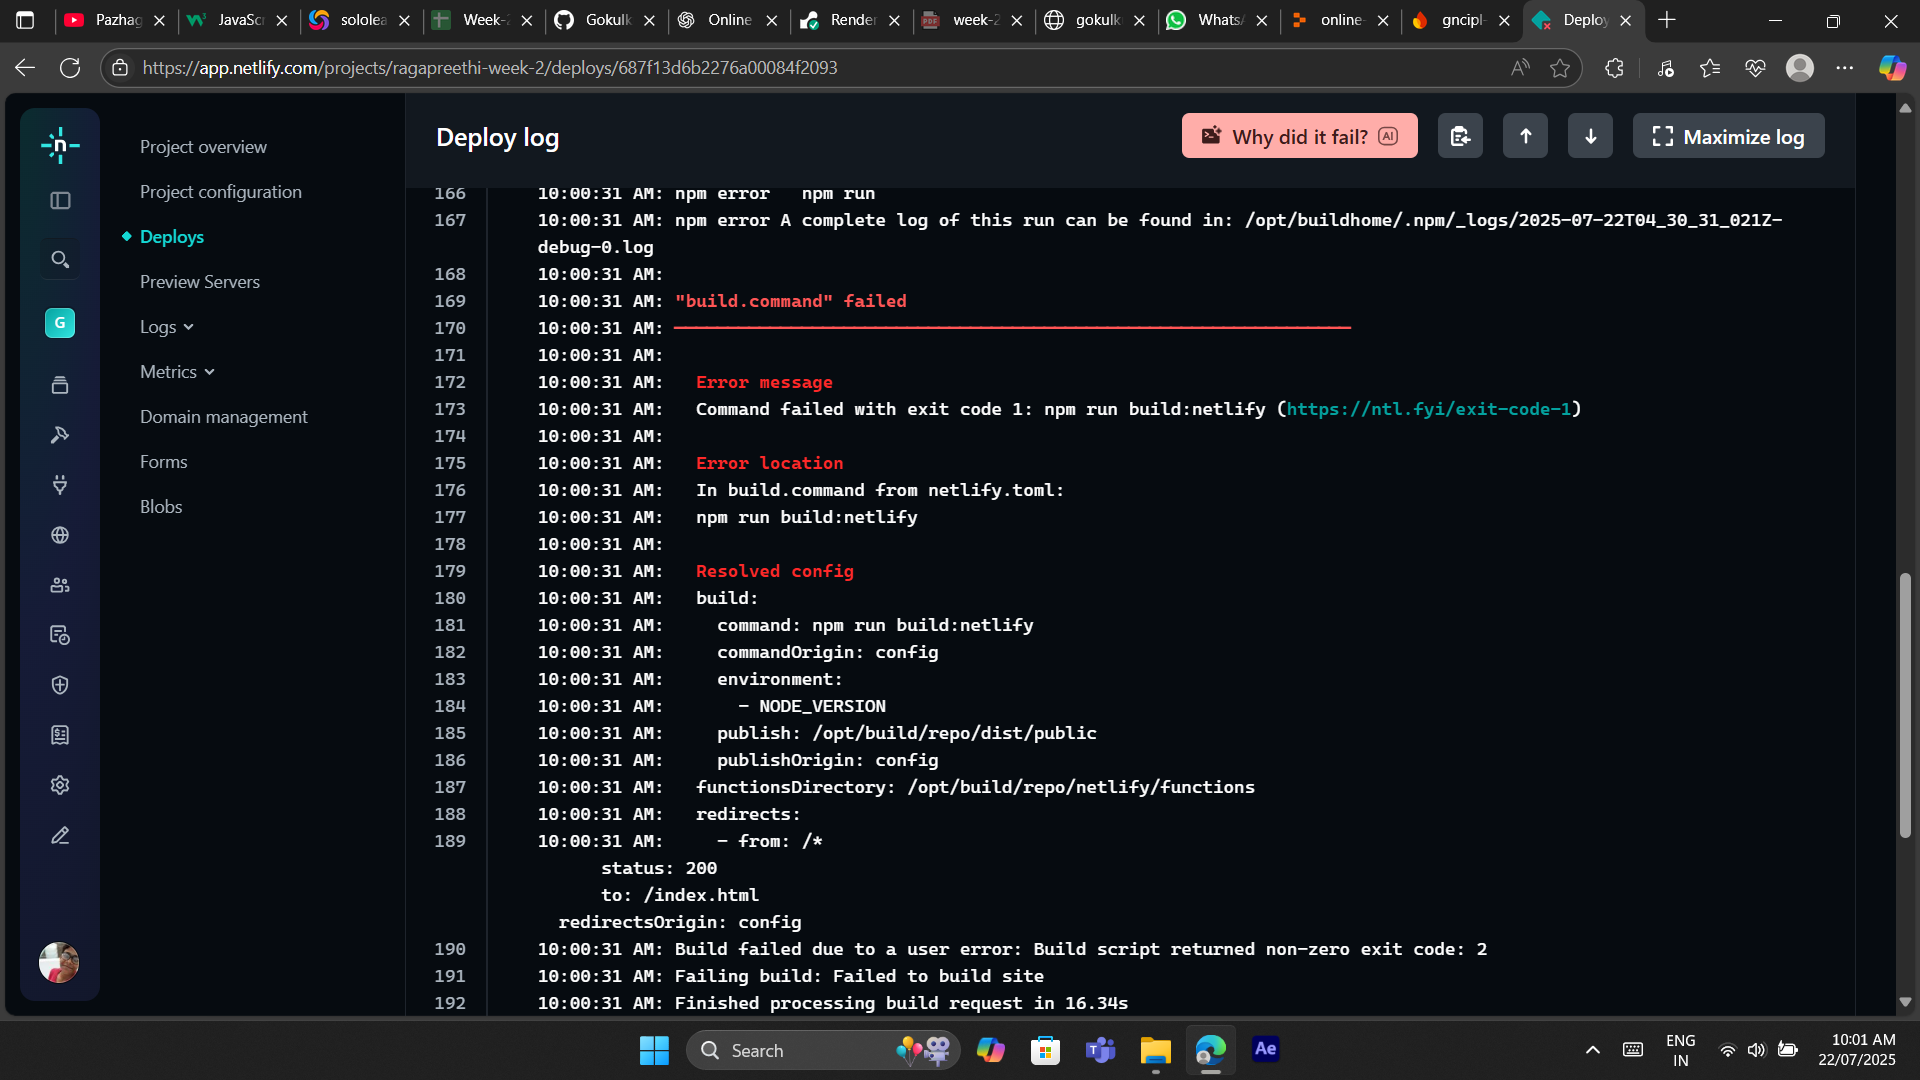 Pazhag
JavaScr
sololea
Week-2
Gokulk
Online
Render
week-2
gokulk
WhatsA
online-
gncipl-
Deploy
https://app.netlify.com/projects/ragapreethi-week-2/deploys/687f13d6b2276a00084f2093
G
Project overview
Project configuration
Deploys
Preview Servers
Logs
Metrics
Domain management
Forms
Blobs
Deploy log
Why did it fail? AI
Maximize log
166 10:00:31 AM: npm error   npm run
167 10:00:31 AM: npm error A complete log of this run can be found in: /opt/buildhome/.npm/_logs/2025-07-22T04_30_31_021Z-
debug-0.log
168 10:00:31 AM:
169 10:00:31 AM: "build.command" failed
170 10:00:31 AM: ────────────────────────────────────────────────────────────────
171 10:00:31 AM:
172 10:00:31 AM:   Error message
173 10:00:31 AM:   Command failed with exit code 1: npm run build:netlify (https://ntl.fyi/exit-code-1)
174 10:00:31 AM:
175 10:00:31 AM:   Error location
176 10:00:31 AM:   In build.command from netlify.toml:
177 10:00:31 AM:   npm run build:netlify
178 10:00:31 AM:
179 10:00:31 AM:   Resolved config
180 10:00:31 AM:   build:
181 10:00:31 AM:     command: npm run build:netlify
182 10:00:31 AM:     commandOrigin: config
183 10:00:31 AM:     environment:
184 10:00:31 AM:       - NODE_VERSION
185 10:00:31 AM:     publish: /opt/build/repo/dist/public
186 10:00:31 AM:     publishOrigin: config
187 10:00:31 AM:   functionsDirectory: /opt/build/repo/netlify/functions
188 10:00:31 AM:   redirects:
189 10:00:31 AM:     - from: /*
status: 200
to: /index.html
redirectsOrigin: config
190 10:00:31 AM: Build failed due to a user error: Build script returned non-zero exit code: 2
191 10:00:31 AM: Failing build: Failed to build site
192 10:00:31 AM: Finished processing build request in 16.34s
Search
Ae
ENG
IN
10:01 AM
22/07/2025